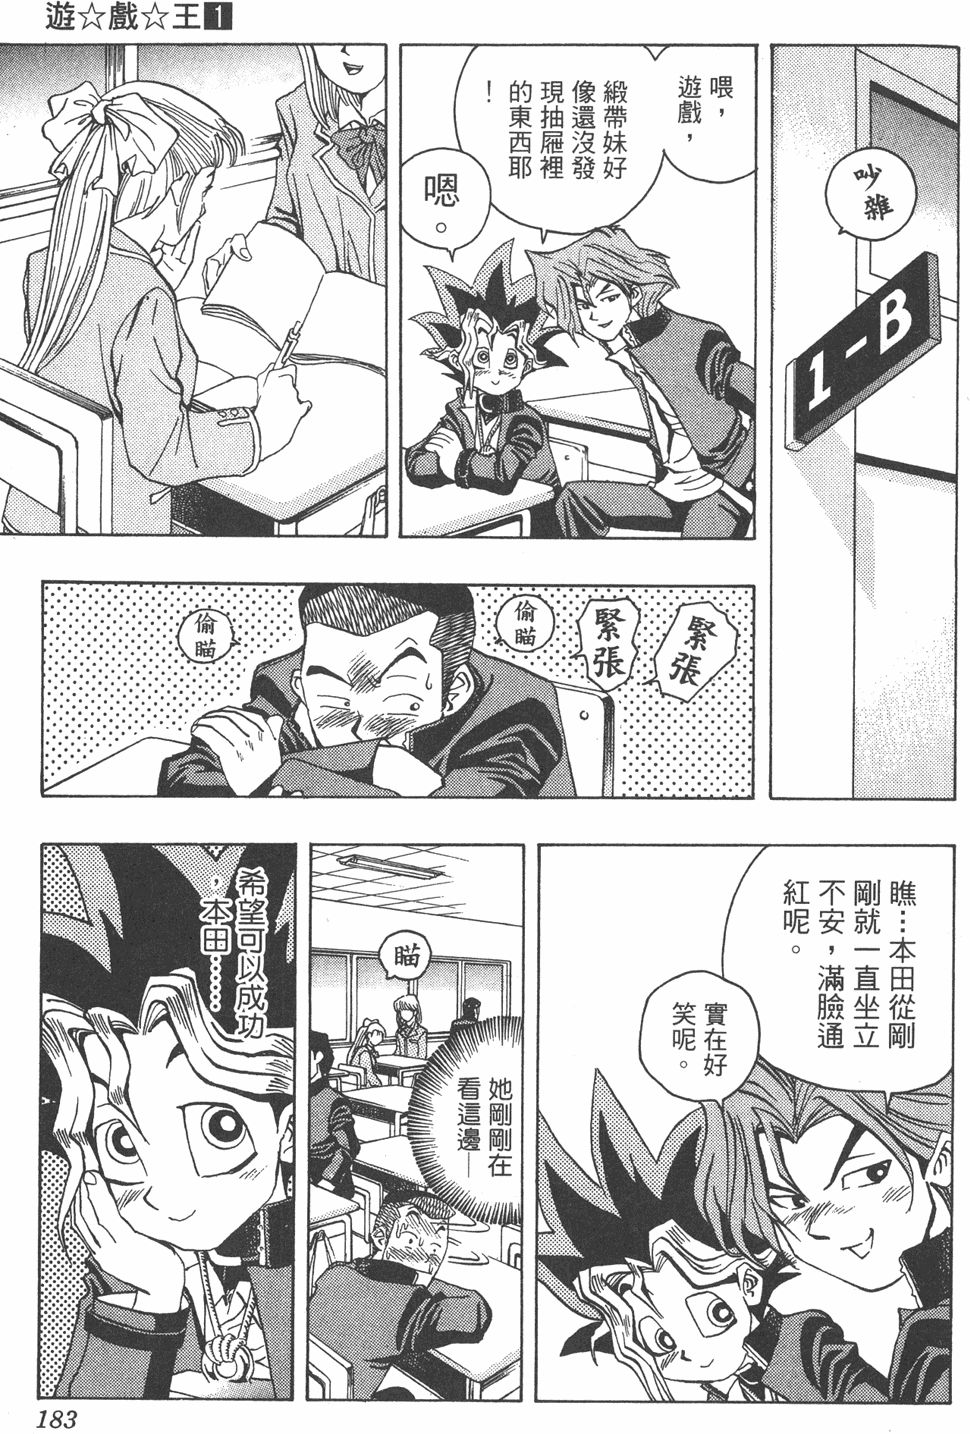 遊☆戲☆王1
吵雜
1-B
喂，
遊戲，
緞帶妹好
像還沒發
現抽屜裡
的東西耶
！
嗯。
緊張
緊張
偷瞄
偷瞄
瞧…本田從剛
剛就一直坐立
不安，滿臉通
紅呢。
實在好
笑呢。
瞄
她剛剛在
看這邊—
希望可以成功
，本田……
183